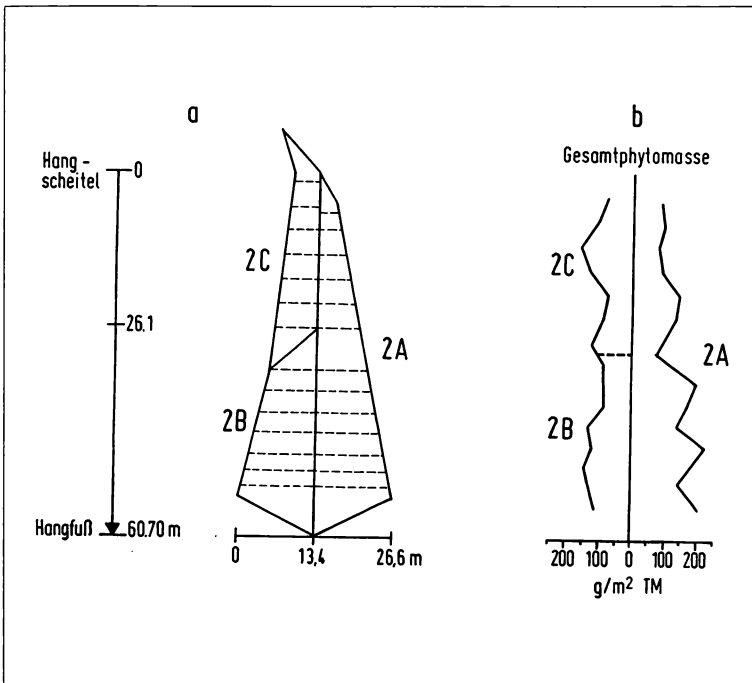 a
b
Hang-
scheitel
0
Gesamtphytomasse
2C
2C
26.1
2A
2A
2B
2B
Hangfuß
60.70 m
0 13,4 26,6 m
200 100 0 100 200
g/m² TM